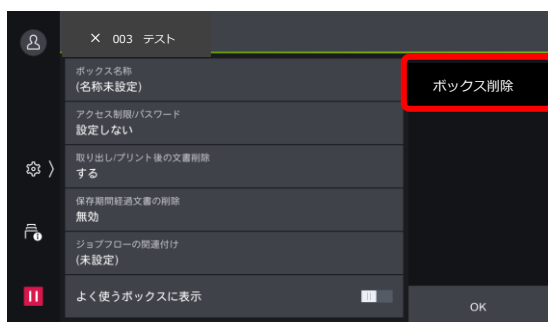 × 003 テスト
ボックス名称
(名称未設定)
ボックス削除
アクセス制限/パスワード
設定しない
取り出し/プリント後の文書削除
する
保存期間経過文書の削除
無効
ジョブフローの関連付け
(未設定)
よく使うボックスに表示
OK